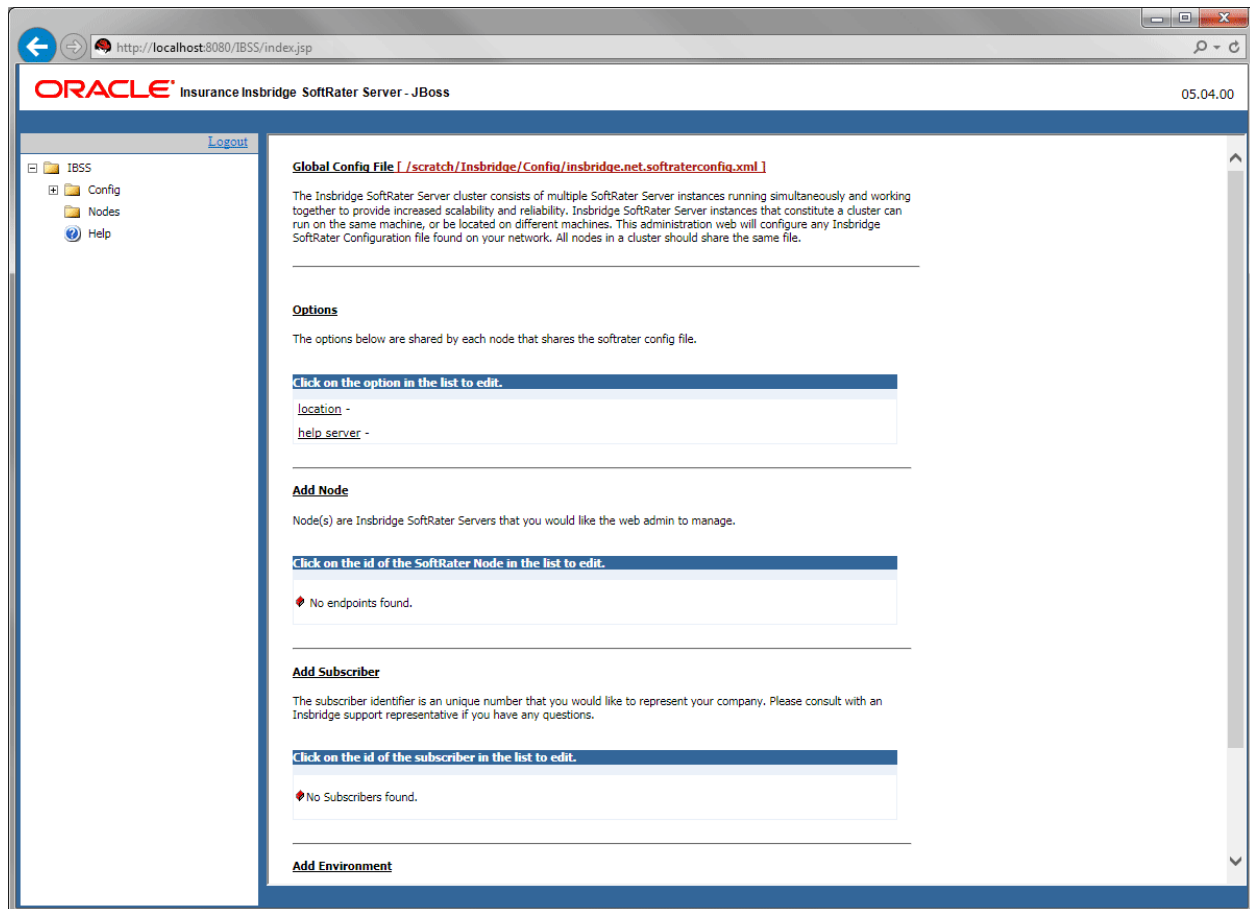 http://localhost:8080/IBSS/index.jsp
ORACLE® Insurance Insbridge SoftRater Server - JBoss
05.04.00
Logout
IBSS
Config
Nodes
Help
Global Config File [ /scratch/Insbridge/Config/insbridge.net.softraterconfig.xml ]
The Insbridge SoftRater Server cluster consists of multiple SoftRater Server instances running simultaneously and working
together to provide increased scalability and reliability. Insbridge SoftRater Server instances that constitute a cluster can
run on the same machine, or be located on different machines. This administration web will configure any Insbridge
SoftRater Configuration file found on your network. All nodes in a cluster should share the same file.
Options
The options below are shared by each node that shares the softrater config file.
Click on the option in the list to edit.
location -
help server -
Add Node
Node(s) are Insbridge SoftRater Servers that you would like the web admin to manage.
Click on the id of the SoftRater Node in the list to edit.
No endpoints found.
Add Subscriber
The subscriber identifier is an unique number that you would like to represent your company. Please consult with an
Insbridge support representative if you have any questions.
Click on the id of the subscriber in the list to edit.
No Subscribers found.
Add Environment